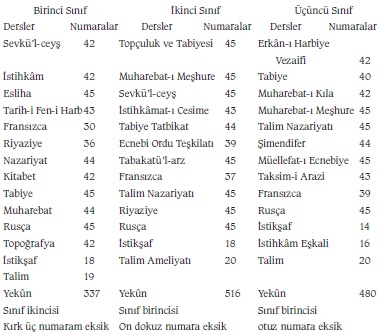 Birinci Sınıf İkinci Sınıf Üçüncü Sınıf
Dersler Numaralar Dersler Numaralar Dersler Numaralar
Sevkü'l-ceyş 42 Topçuluk ve Tabiyesi 45 Erkân-ı Harbiye
Vezaifi 42
İstihkâm 42 Muharebat-ı Meşhure 45 Tabiye 40
Esliha 45 Sevkü'l-ceyş 45 Muharebat-ı Kıla 42
Tarih-i Fen-i Harb 43 İstihkâmat-ı Cesime 43 Muharebat-ı Meşhure 45
Fransızca 30 Tabiye Tatbikat 44 Talim Nazariyatı 45
Riyaziye 36 Ecnebi Ordu Teşkilatı 39 Şimendifer 44
Nazariyat 44 Tabakatü'l-arz 45 Müellefat-ı Ecnebiye 45
Kitabet 42 Fransızca 37 Taksim-i Arazi 43
Tabiye 45 Talim Nazariyatı 45 Fransızca 39
Muharebat 44 Riyaziye 45 Rusça 45
Rusça 45 Rusça 45 İstikşaf 14
Topoğrafya 42 İstikşaf 18 İstihkâm Eşkali 16
İstikşaf 18 Talim Ameliyatı 20 Talim 20
Talim 19
Yekûn 337 Yekûn 516 Yekûn 480
Sınıf ikincisi Sınıf birincisi Sınıf birincisi
Kırk üç numaram eksik On dokuz numara eksik otuz numara eksik